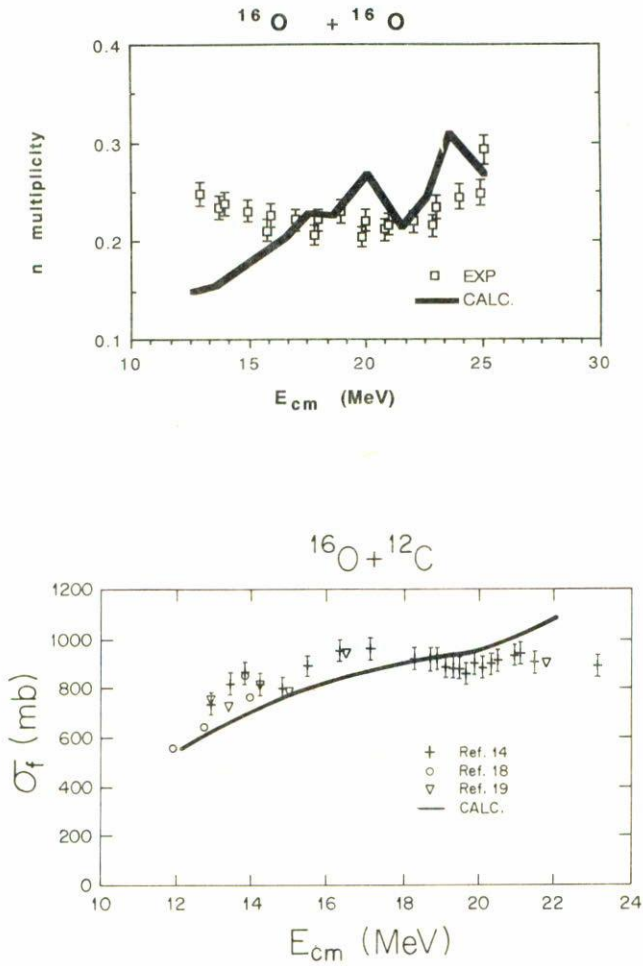 16O + 16O
0.4
0.3
0.2
0.1
n multiplicity
EXP
CALC.
10 15 20 25 30
Ecm (MeV)
16O + 12C
1200
1000
800
600
400
200
0
σf (mb)
+ Ref. 14
Ref. 18
Ref. 19
CALC.
10 12 14 16 18 20 22 24
Ecm (MeV)